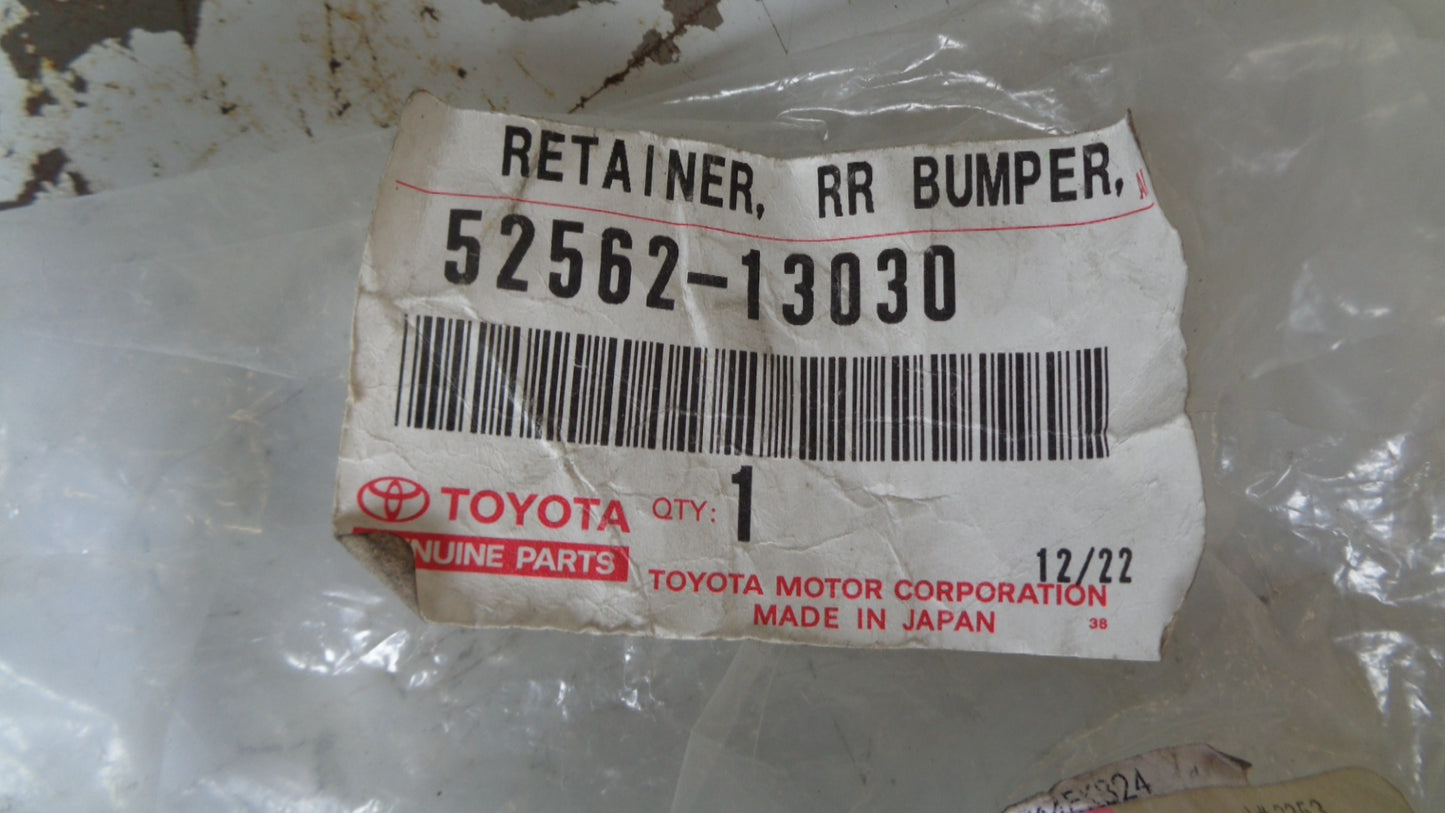 RETAINER, RR BUMPER,
52562-13030
TOYOTA QTY: 1
NUINE PARTS
12/22
TOYOTA MOTOR CORPORATION
MADE IN JAPAN
38